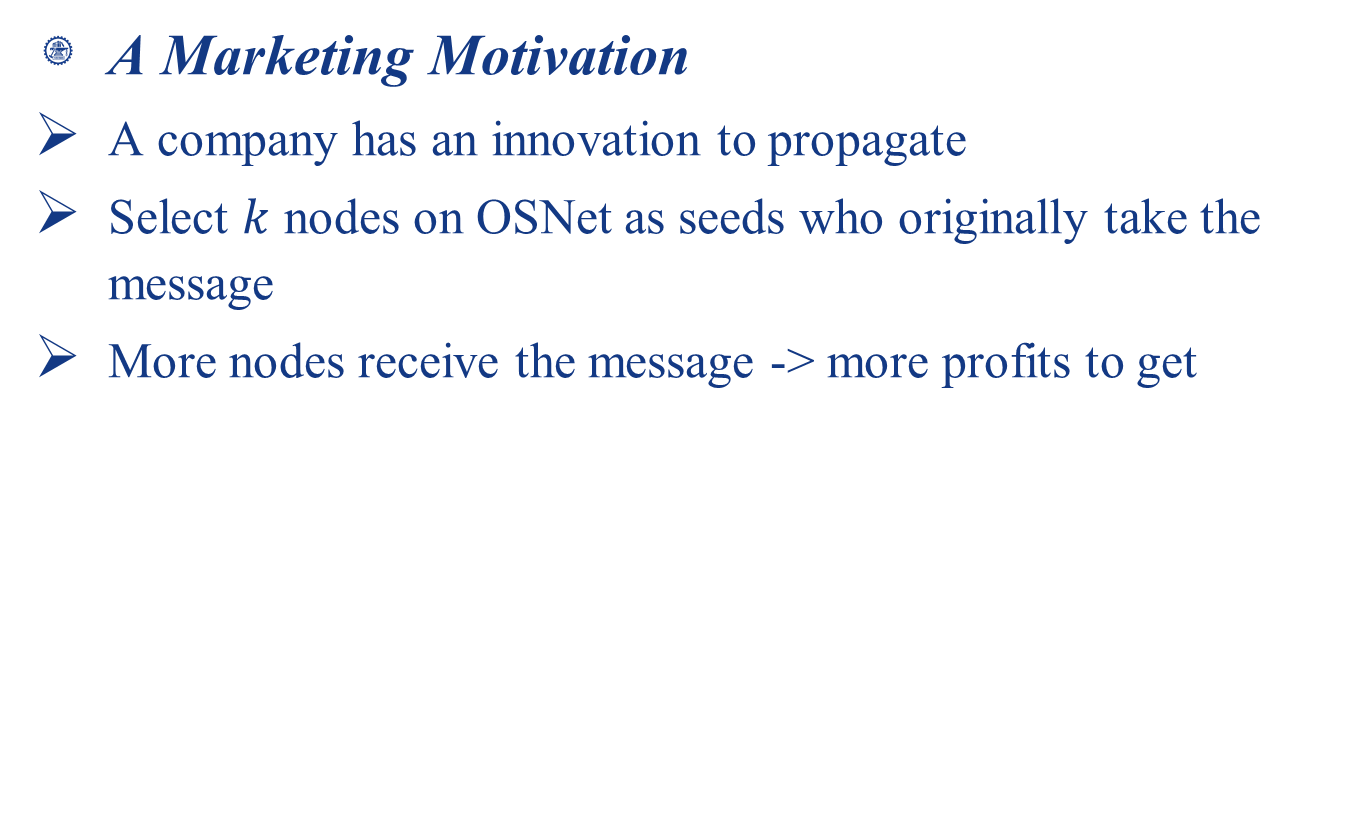 A Marketing Motivation
A company has an innovation to propagate
Select k nodes on OSNet as seeds who originally take the
message
More nodes receive the message -> more profits to get